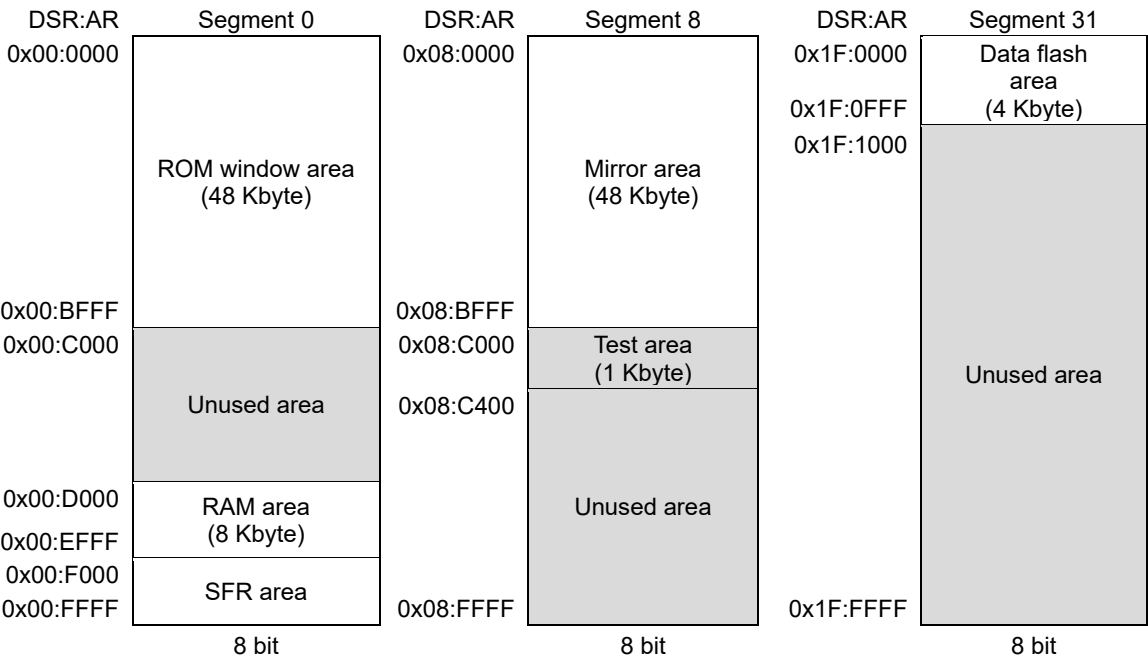 DSR:AR Segment 0 DSR:AR Segment 8 DSR:AR Segment 31
0x00:0000
ROM window area
(48 Kbyte)
0x00:BFFF
0x00:C000
Unused area
0x00:D000
RAM area
(8 Kbyte)
0x00:EFFF
0x00:F000
SFR area
0x00:FFFF
8 bit
0x08:0000
Mirror area
(48 Kbyte)
0x08:BFFF
0x08:C000
Test area
(1 Kbyte)
0x08:C400
Unused area
0x08:FFFF
8 bit
0x1F:0000
Data flash
area
(4 Kbyte)
0x1F:0FFF
0x1F:1000
Unused area
0x1F:FFFF
8 bit